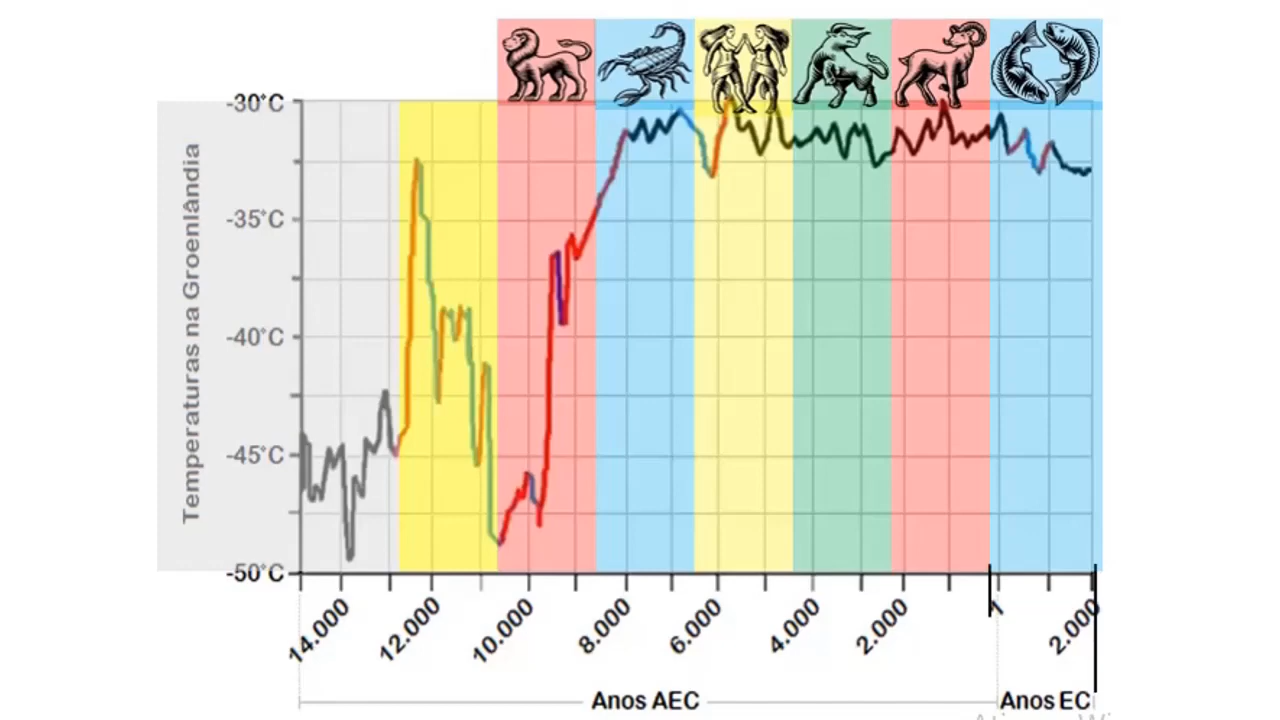 -30°C
-35°C
-40°C
-45°C
-50°C
Temperaturas na Groenlândia
14.000
12.000
10.000
8.000
6.000
4.000
2.000
1
2.000
Anos AEC
Anos EC